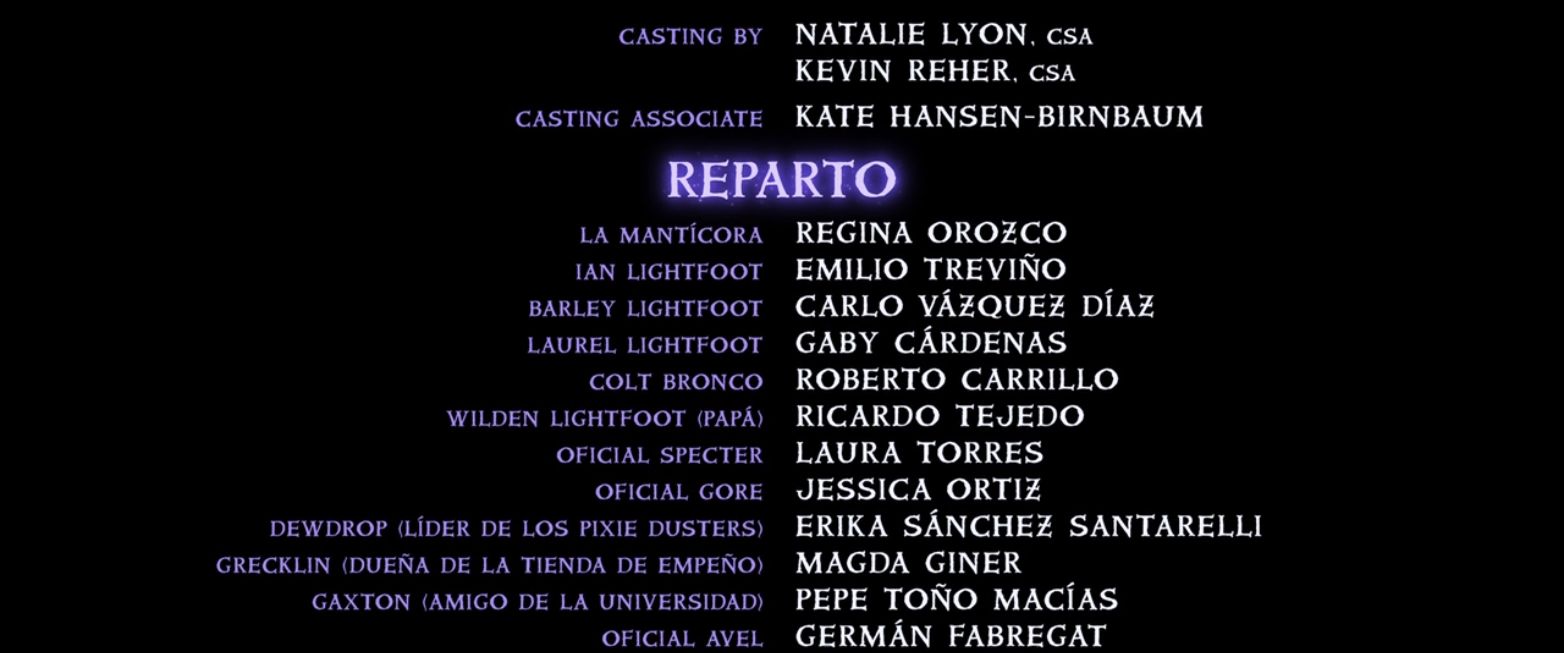 CASTING BY NATALIE LYON, CSA
KEVIN REHER, CSA
CASTING ASSOCIATE KATE HANSEN-BIRNBAUM
REPARTO
LA MANTÍCORA REGINA OROZCO
IAN LIGHTFOOT EMILIO TREVIÑO
BARLEY LIGHTFOOT CARLO VÁZQUEZ DÍAZ
LAUREL LIGHTFOOT GABY CÁRDENAS
COLT BRONCO ROBERTO CARRILLO
WILDEN LIGHTFOOT (PAPÁ) RICARDO TEJEDO
OFICIAL SPECTER LAURA TORRES
OFICIAL GORE JESSICA ORTIZ
DEWDROP (LÍDER DE LOS PIXIE DUSTERS) ERIKA SÁNCHEZ SANTARELLI
GRECKLIN (DUEÑA DE LA TIENDA DE EMPEÑO) MAGDA GINER
GAXTON (AMIGO DE LA UNIVERSIDAD) PEPE TOÑO MACÍAS
OFICIAL AVEL GERMÁN FABREGAT